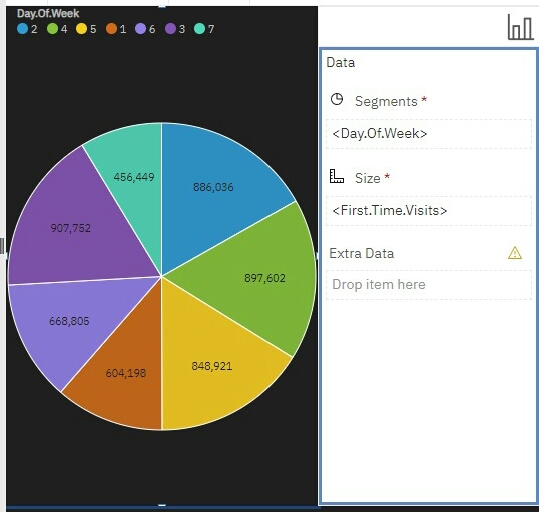 Day.Of.Week
2 4 5 1 6 3 7
456,449
886,036
907,752
897,602
668,805
604,198
848,921
Data
Segments *
<Day.Of.Week>
Size *
<First.Time.Visits>
Extra Data
Drop item here